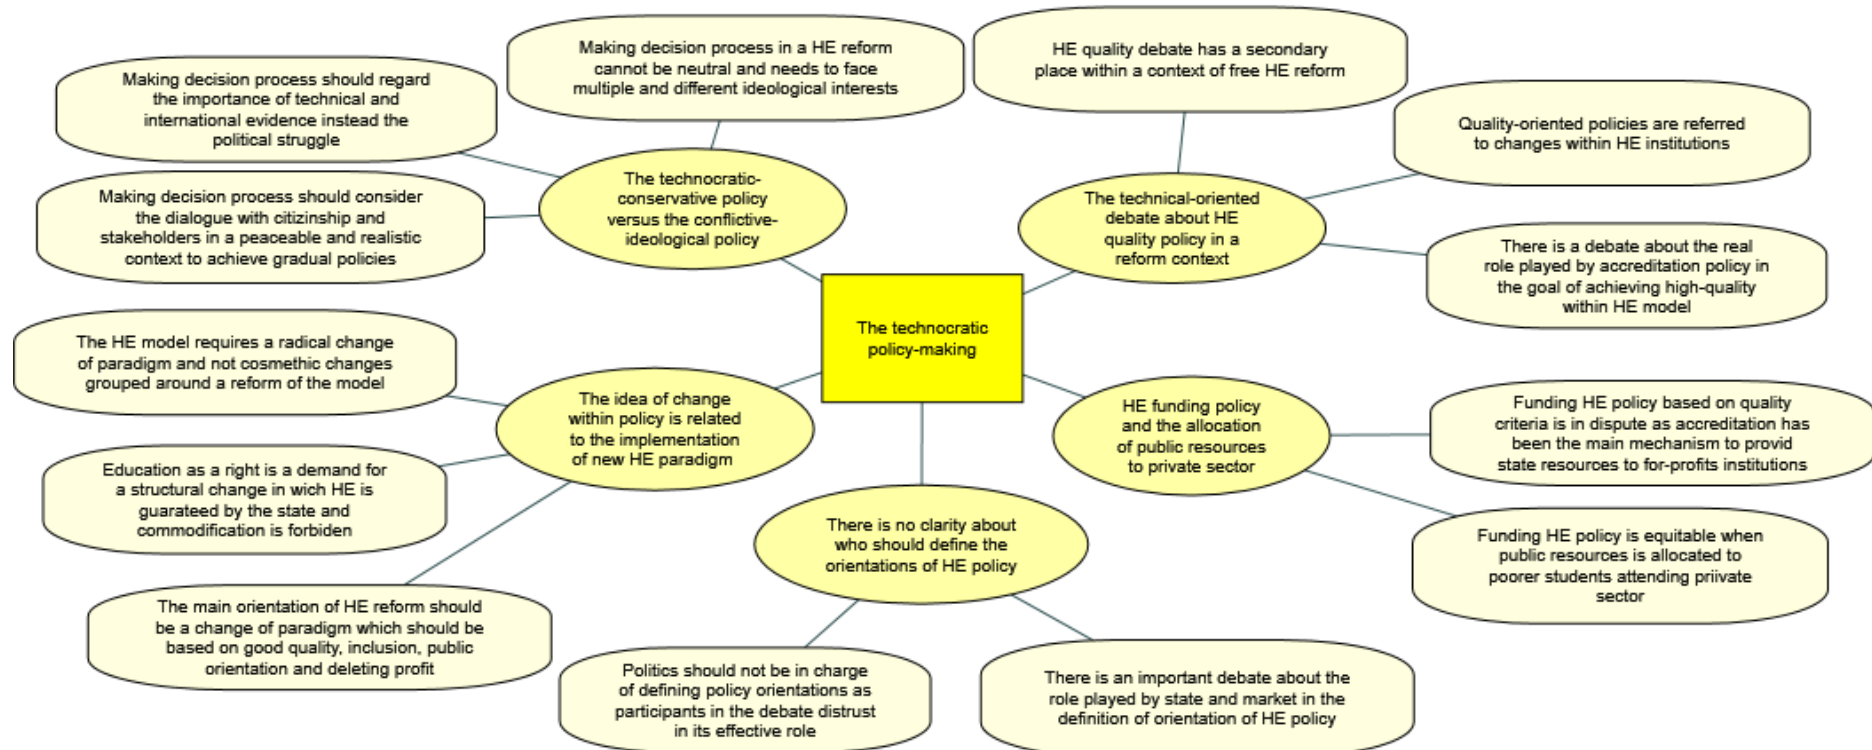 Making decision process should regard
the importance of technical and
international evidence instead the
political struggle
Making decision process in a HE reform
cannot be neutral and needs to face
multiple and different ideological interests
HE quality debate has a secondary
place within a context of free HE reform
Quality-oriented policies are referred
to changes within HE institutions
Making decision process should consider
the dialogue with citizinship and
stakeholders in a peaceable and realistic
context to achieve gradual policies
The technocratic-
conservative policy
versus the conflictive-
ideological policy
The technical-oriented
debate about HE
quality policy in a
reform context
There is a debate about the real
role played by accreditation policy in
the goal of achieving high-quality
within HE model
The technocratic
policy-making
The HE model requires a radical change
of paradigm and not cosmethic changes
grouped around a reform of the model
The idea of change
within policy is related
to the implementation
of new HE paradigm
HE funding policy
and the allocation
of public resources
to private sector
Funding HE policy based on quality
criteria is in dispute as accreditation has
been the main mechanism to provid
state resources to for-profits institutions
Education as a right is a demand for
a structural change in wich HE is
guarateed by the state and
commodification is forbiden
There is no clarity about
who should define the
orientations of HE policy
Funding HE policy is equitable when
public resources is allocated to
poorer students attending priivate
sector
The main orientation of HE reform should
be a change of paradigm which should be
based on good quality, inclusion, public
orientation and deleting profit
Politics should not be in charge
of defining policy orientations as
participants in the debate distrust
in its effective role
There is an important debate about the
role played by state and market in the
definition of orientation of HE policy